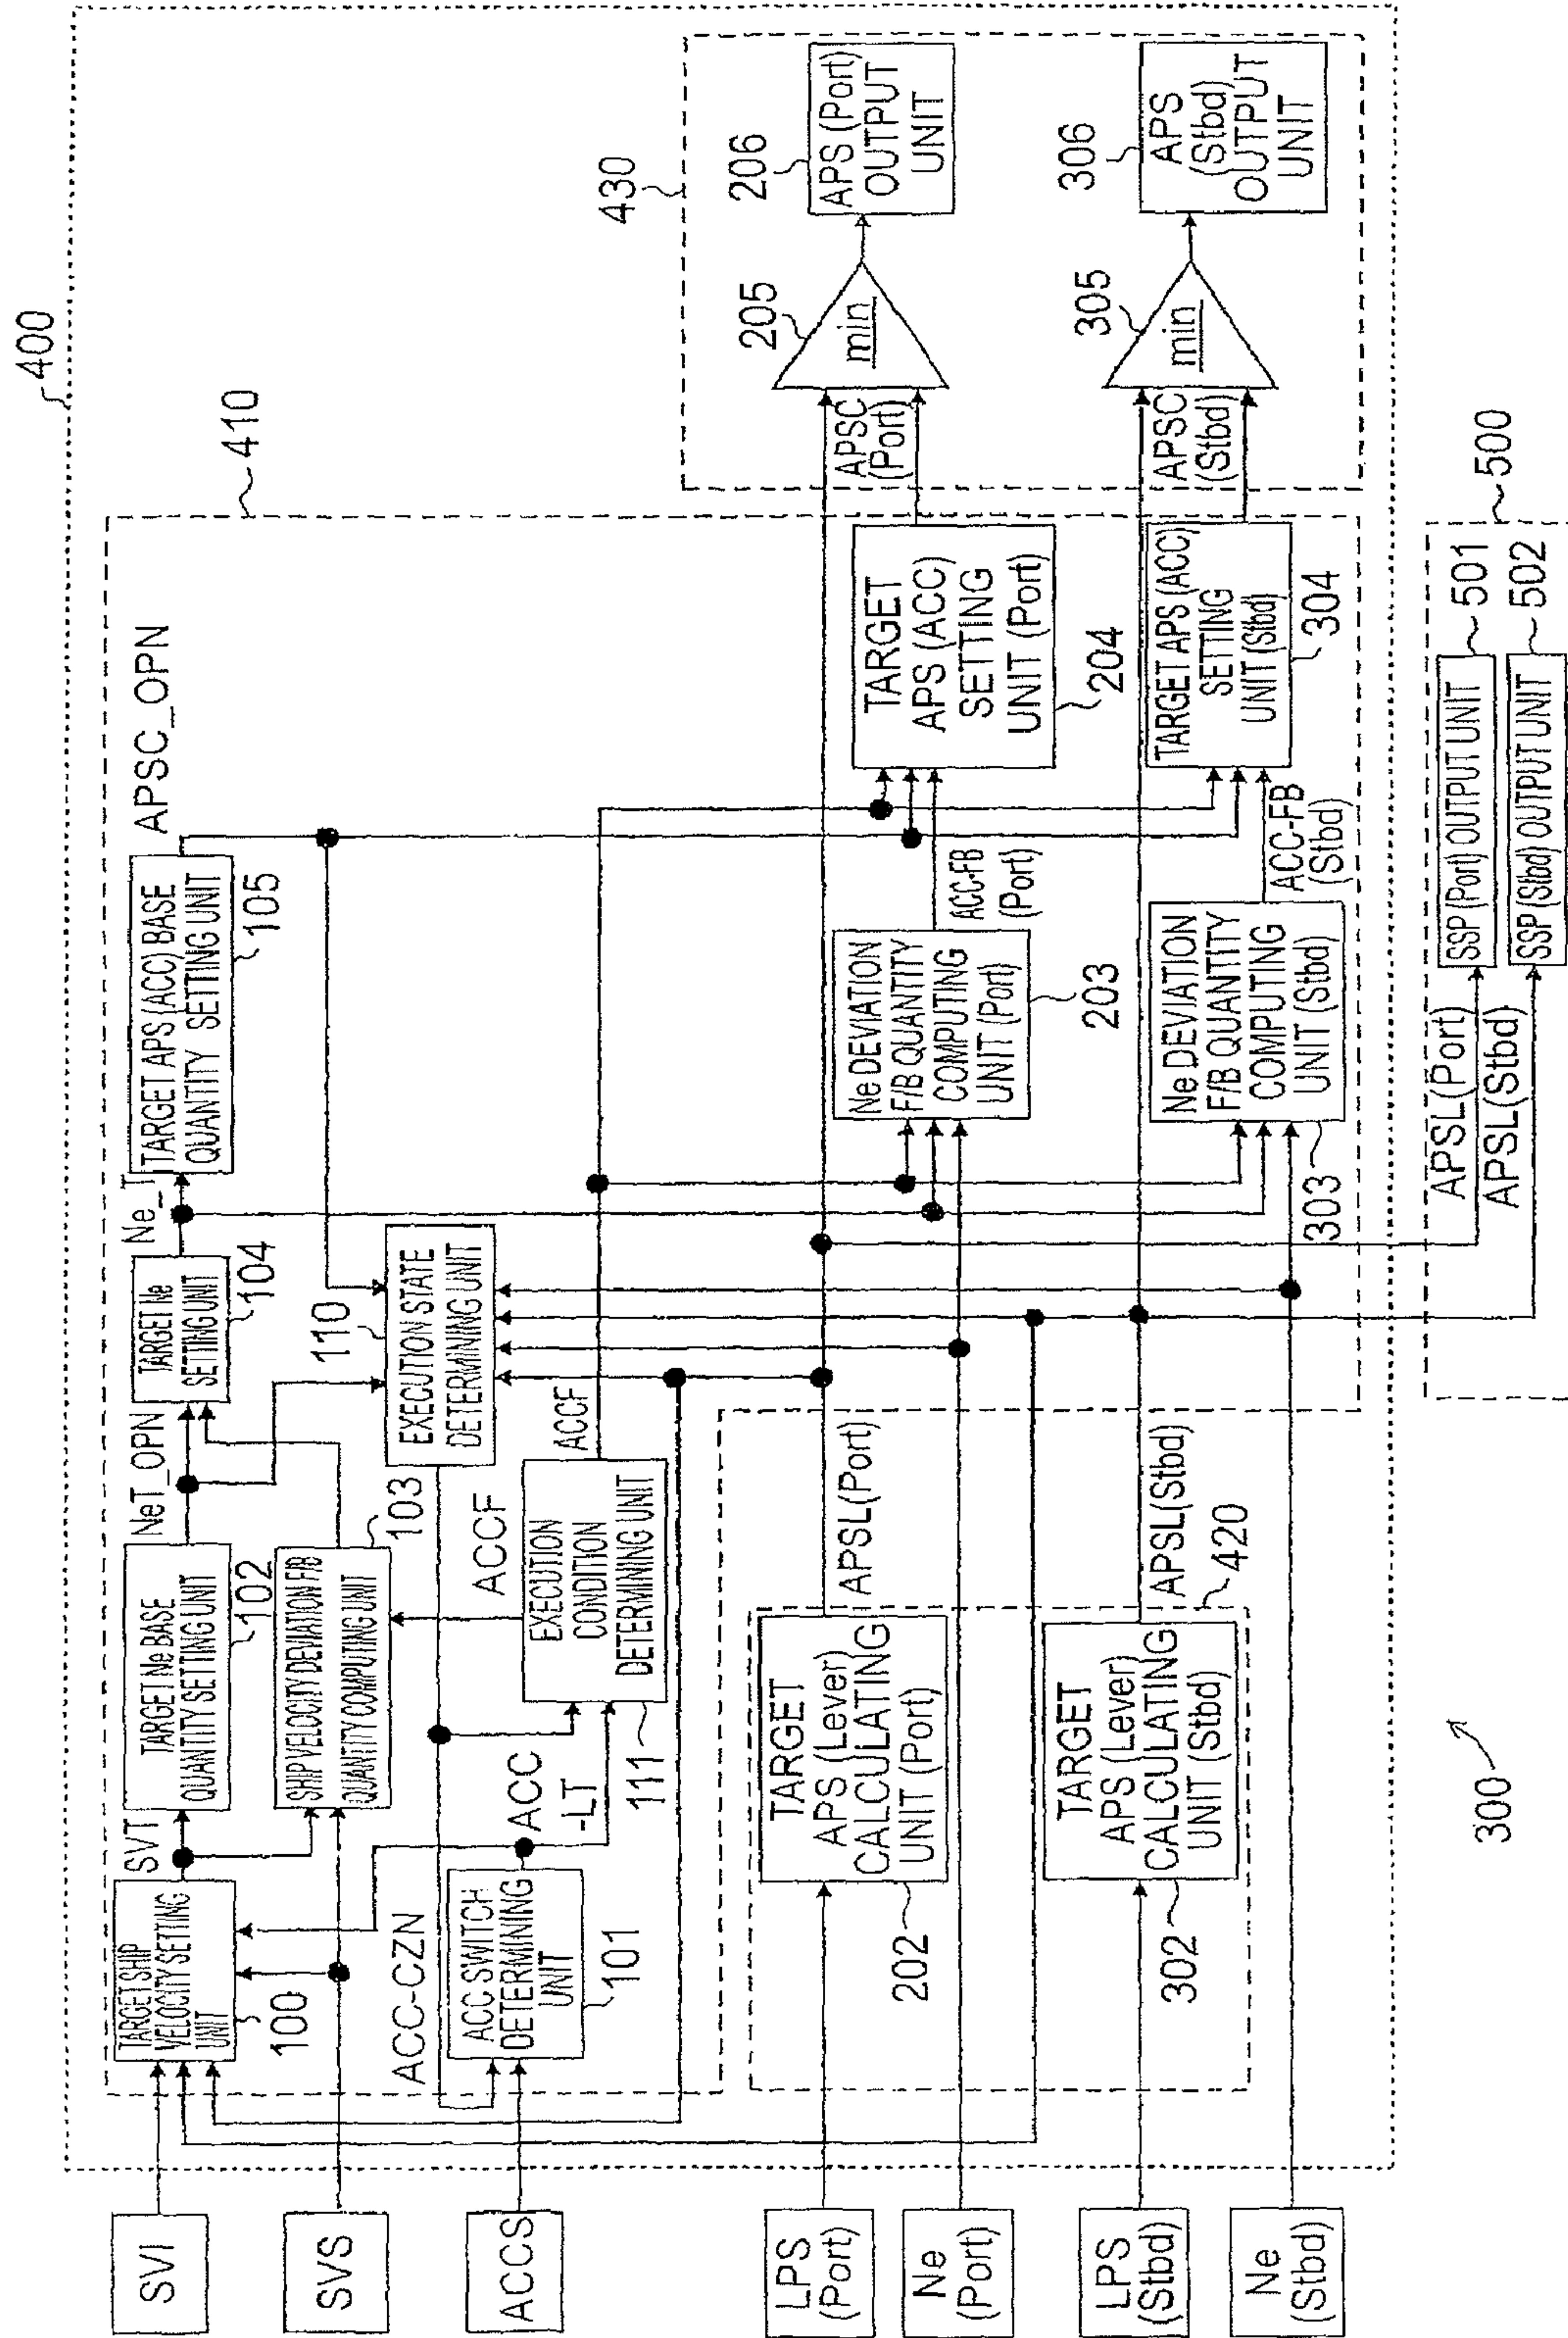 400
410
430
SVI
SVS
ACCS
LPS
(Port)
Ne
(Port)
LPS
(Stbd)
Ne
(Stbd)
TARGET SHIP
VELOCITY SETTING
UNIT
100
SVT
TARGET Ne BASE
QUANTITY SETTING UNIT
102
NeT_OPN
TARGET Ne
SETTING UNIT
104
Ne_T
TARGET APS (ACC) BASE
QUANTITY SETTING UNIT
105
APSC_OPN
SHIP VELOCITY DEVIATION F/B
QUANTITY COMPUTING UNIT
103
ACC-CZN
ACC SWITCH
DETERMINING
UNIT
101
ACC
-LT
ACCF
EXECUTION
CONDITION
DETERMINING UNIT
111
ACCF
110
EXECUTION STATE
DETERMINING UNIT
TARGET
APS (Lever)
CALCULATING
UNIT (Port)
202
APSL(Port)
TARGET
APS (Lever)
CALCULATING
UNIT (Stbd)
302
APSL(Stbd)
420
Ne DEVIATION
F/B QUANTITY
COMPUTING
UNIT (Port)
203
ACC-FB
(Port)
Ne DEVIATION
F/B QUANTITY
COMPUTING
UNIT (Stbd)
303
ACC-FB
(Stbd)
TARGET
APS (ACC)
SETTING
UNIT (Port)
204
TARGET APS (ACC)
SETTING
UNIT (Stbd)
304
APSC
(Port)
APSC
(Stbd)
205
min
305
min
206
APS (Port)
OUTPUT
UNIT
306
APS
(Stbd)
OUTPUT
UNIT
300
APSL(Port)
APSL(Stbd)
SSP (Port) OUTPUT UNIT
501
SSP (Stbd) OUTPUT UNIT
502
500